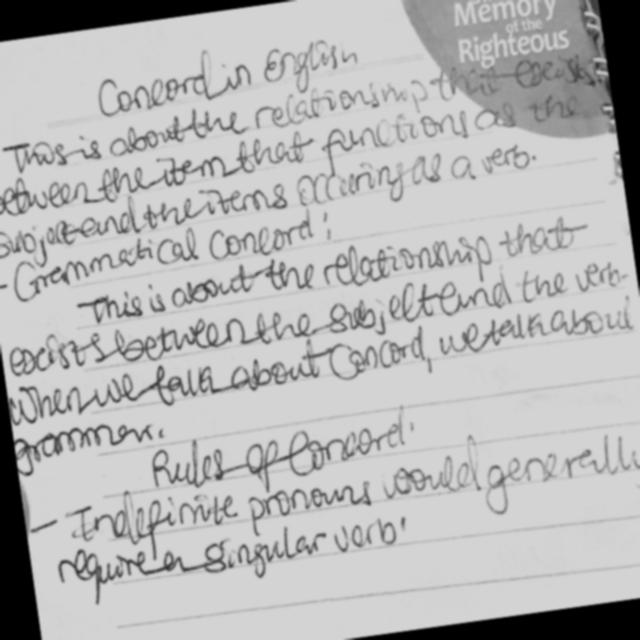 Memory
of the
Righteous
Concord in English
This is about the relationship that exists
between the item that functions as the
subject and the items occuring as a verb.
- Grammatical Concord:
This is about the relationship that
exists between the subject and the verb
When we talk about Concord, we talk about
grammer.
Rules of Concord:
- Indefinite pronouns would generally
require a singular verb: